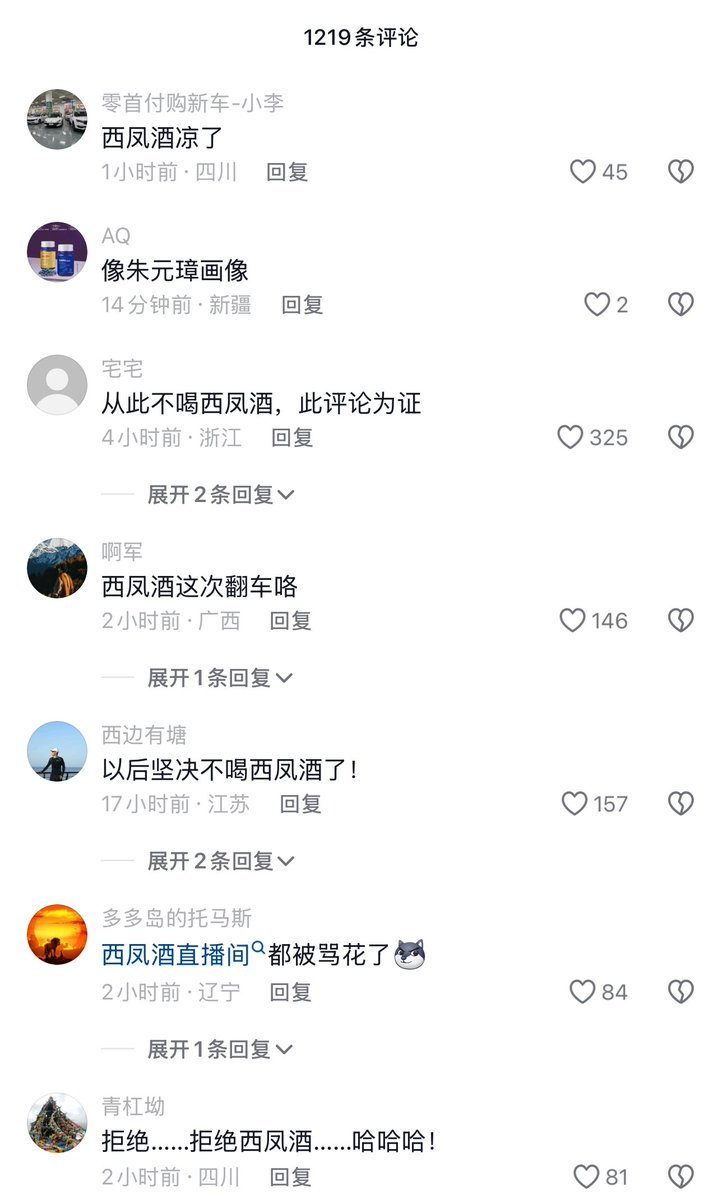 1219条评论
零首付购新车-小李
西凤酒凉了
1小时前·四川 回复 45
AQ
像朱元璋画像
14分钟前·新疆 回复 2
宅宅
从此不喝西凤酒，此评论为证
4小时前·浙江 回复 325
展开2条回复
啊军
西凤酒这次翻车咯
2小时前·广西 回复 146
展开1条回复
西边有塘
以后坚决不喝西凤酒了！
17小时前·江苏 回复 157
展开2条回复
多多岛的托马斯
西凤酒直播间都被骂花了
2小时前·辽宁 回复 84
展开1条回复
青杠坳
拒绝……拒绝西凤酒……哈哈哈！
2小时前·四川 回复 81